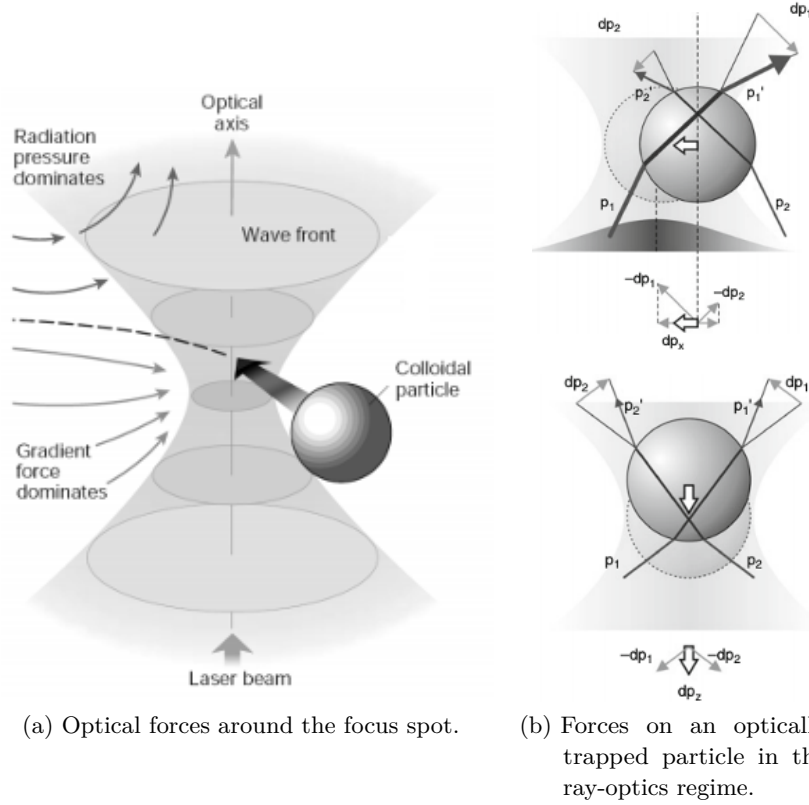 Optical
axis
Radiation
pressure
dominates
Wave front
Colloidal
particle
Gradient
force
dominates
Laser beam
(a) Optical forces around the focus spot.
dp₂
dp₁
p₂'
p₁'
p₁
p₂
−dp₁
−dp₂
dpₓ
dp₂
dp₁
p₂'
p₁'
p₁
p₂
−dp₁
−dp₂
dp_z
(b) Forces on an optical
trapped particle in th
ray-optics regime.